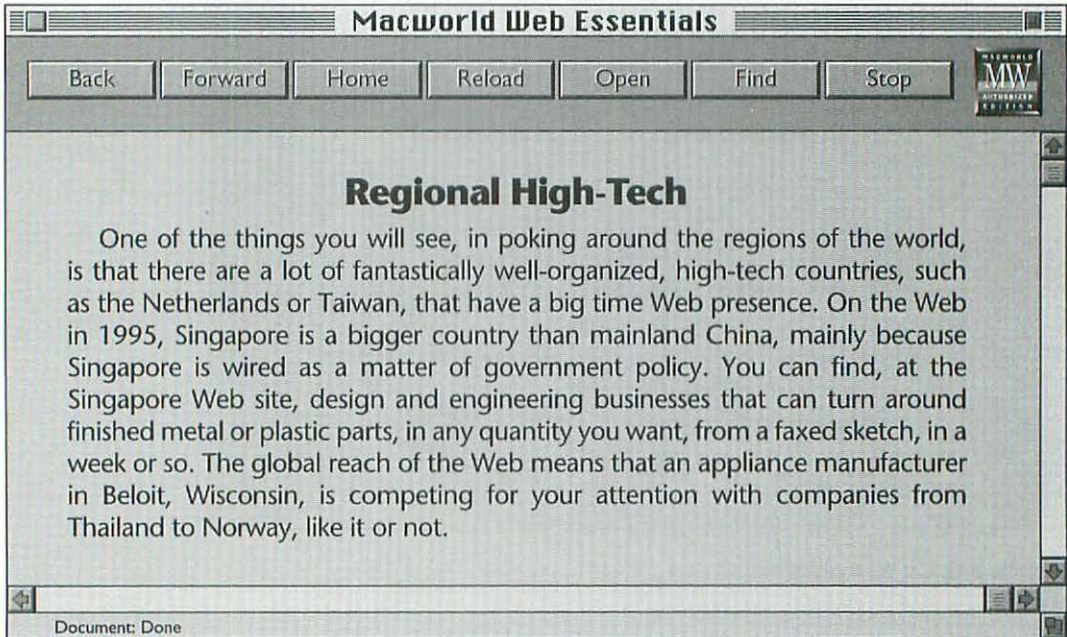 Macworld Web Essentials
Back Forward Home Reload Open Find Stop
MACWORLD
MW
AUTHORIZED
EDITION
Regional High-Tech
One of the things you will see, in poking around the regions of the world,
is that there are a lot of fantastically well-organized, high-tech countries, such
as the Netherlands or Taiwan, that have a big time Web presence. On the Web
in 1995, Singapore is a bigger country than mainland China, mainly because
Singapore is wired as a matter of government policy. You can find, at the
Singapore Web site, design and engineering businesses that can turn around
finished metal or plastic parts, in any quantity you want, from a faxed sketch, in a
week or so. The global reach of the Web means that an appliance manufacturer
in Beloit, Wisconsin, is competing for your attention with companies from
Thailand to Norway, like it or not.
Document: Done